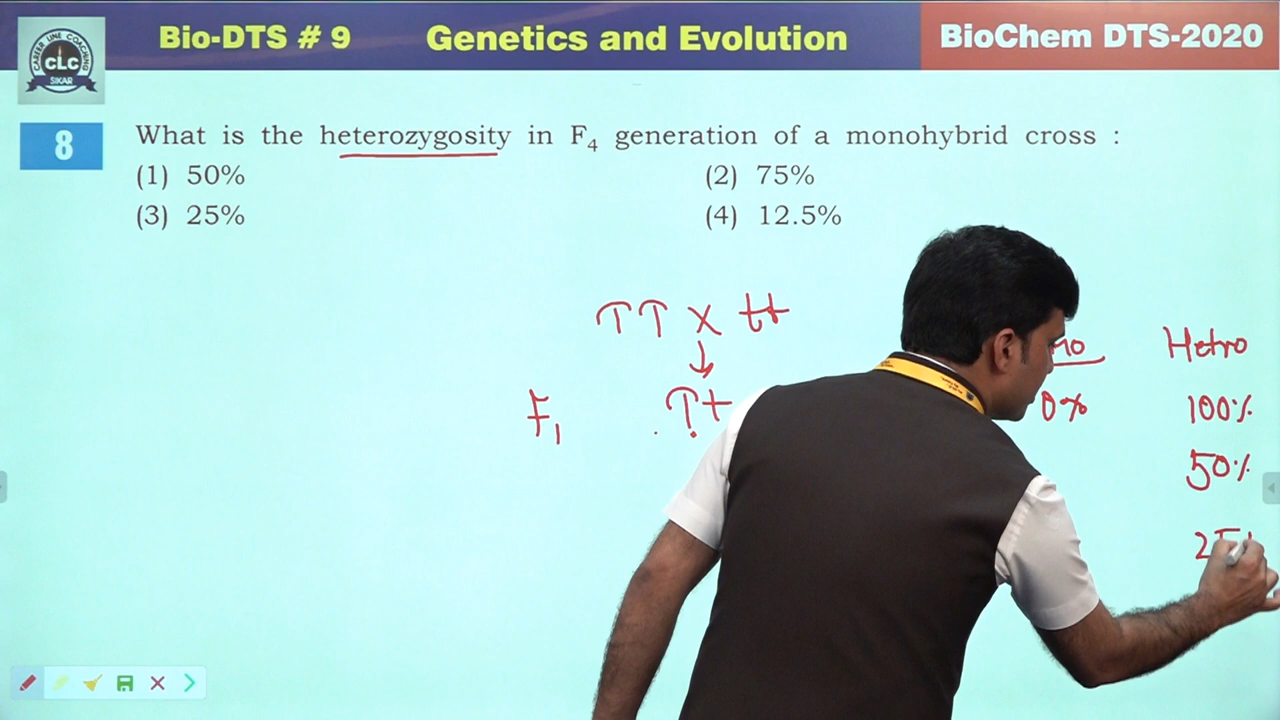 CAREER LINE COACHING
CLC
SIKAR
Bio-DTS # 9
Genetics and Evolution
BioChem DTS-2020
8
What is the heterozygosity in F4 generation of a monohybrid cross :
(1) 50%
(2) 75%
(3) 25%
(4) 12.5%
TT x tt
Hetro
F1
Tt
0%
100%
50%